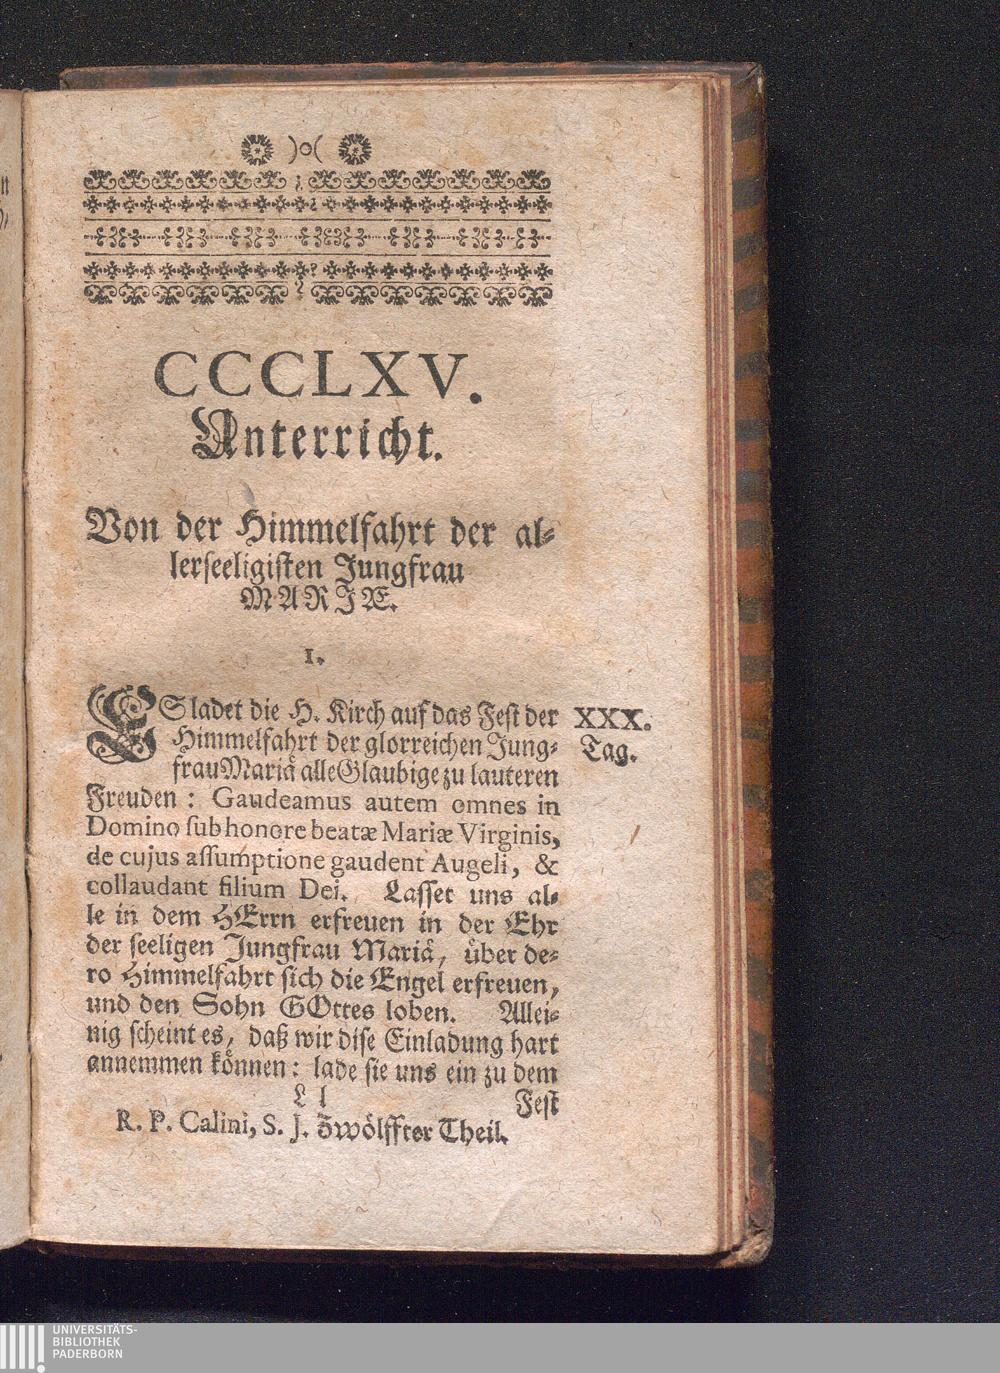 )o(
CCCLXV.
Unterricht.
Von der Himmelfahrt der al⸗
lerseeligisten Jungfrau
MARIÆ.
I.
ES ladet die H. Kirch auf das Fest der
XXX.
Himmelfahrt der glorreichen Jung⸗
Tag.
frau Mariä alle Glaubige zu lauteren
Freuden : Gaudeamus autem omnes in
Domino sub honore beatæ Mariæ Virginis,
de cujus assumptione gaudent Augeli, &
collaudant filium Dei. Lasset uns al⸗
le in dem HErrn erfreuen in der Ehr
der seeligen Jungfrau Mariä, über de⸗
ro Himmelfahrt sich die Engel erfreuen,
und den Sohn GOttes loben. Allei⸗
nig scheint es, daß wir dise Einladung hart
annemmen können : lade sie uns ein zu dem
L l
Fest
R. P. Calini, S. J. Zwölffter Theil.
UNIVERSITÄTS-
BIBLIOTHEK
PADERBORN